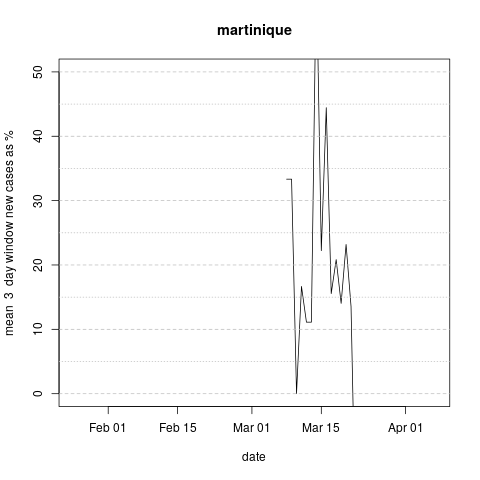 martinique
50
40
30
20
10
0
mean  3  day window new cases as %
Feb 01
Feb 15
Mar 01
Mar 15
Apr 01
date